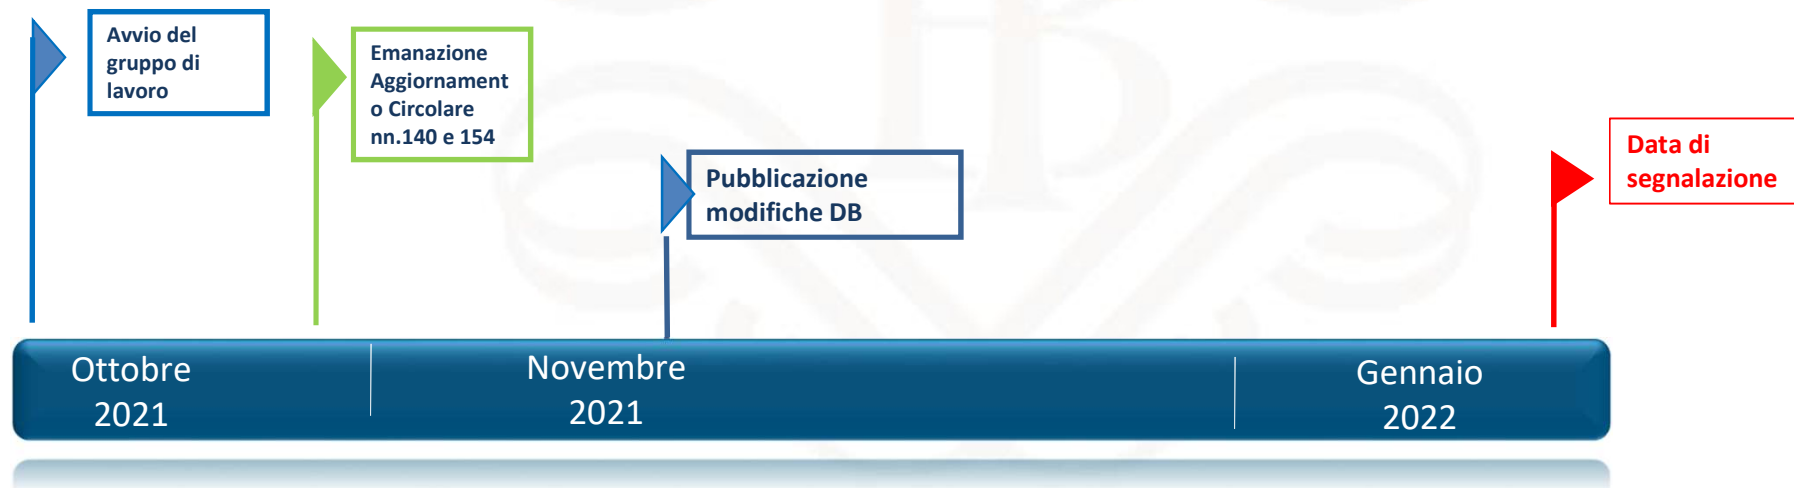 Avvio del
gruppo di
lavoro
Emanazione
Aggiornament
o Circolare
nn.140 e 154
Pubblicazione
modifiche DB
Data di
segnalazione
Ottobre
2021
Novembre
2021
Gennaio
2022